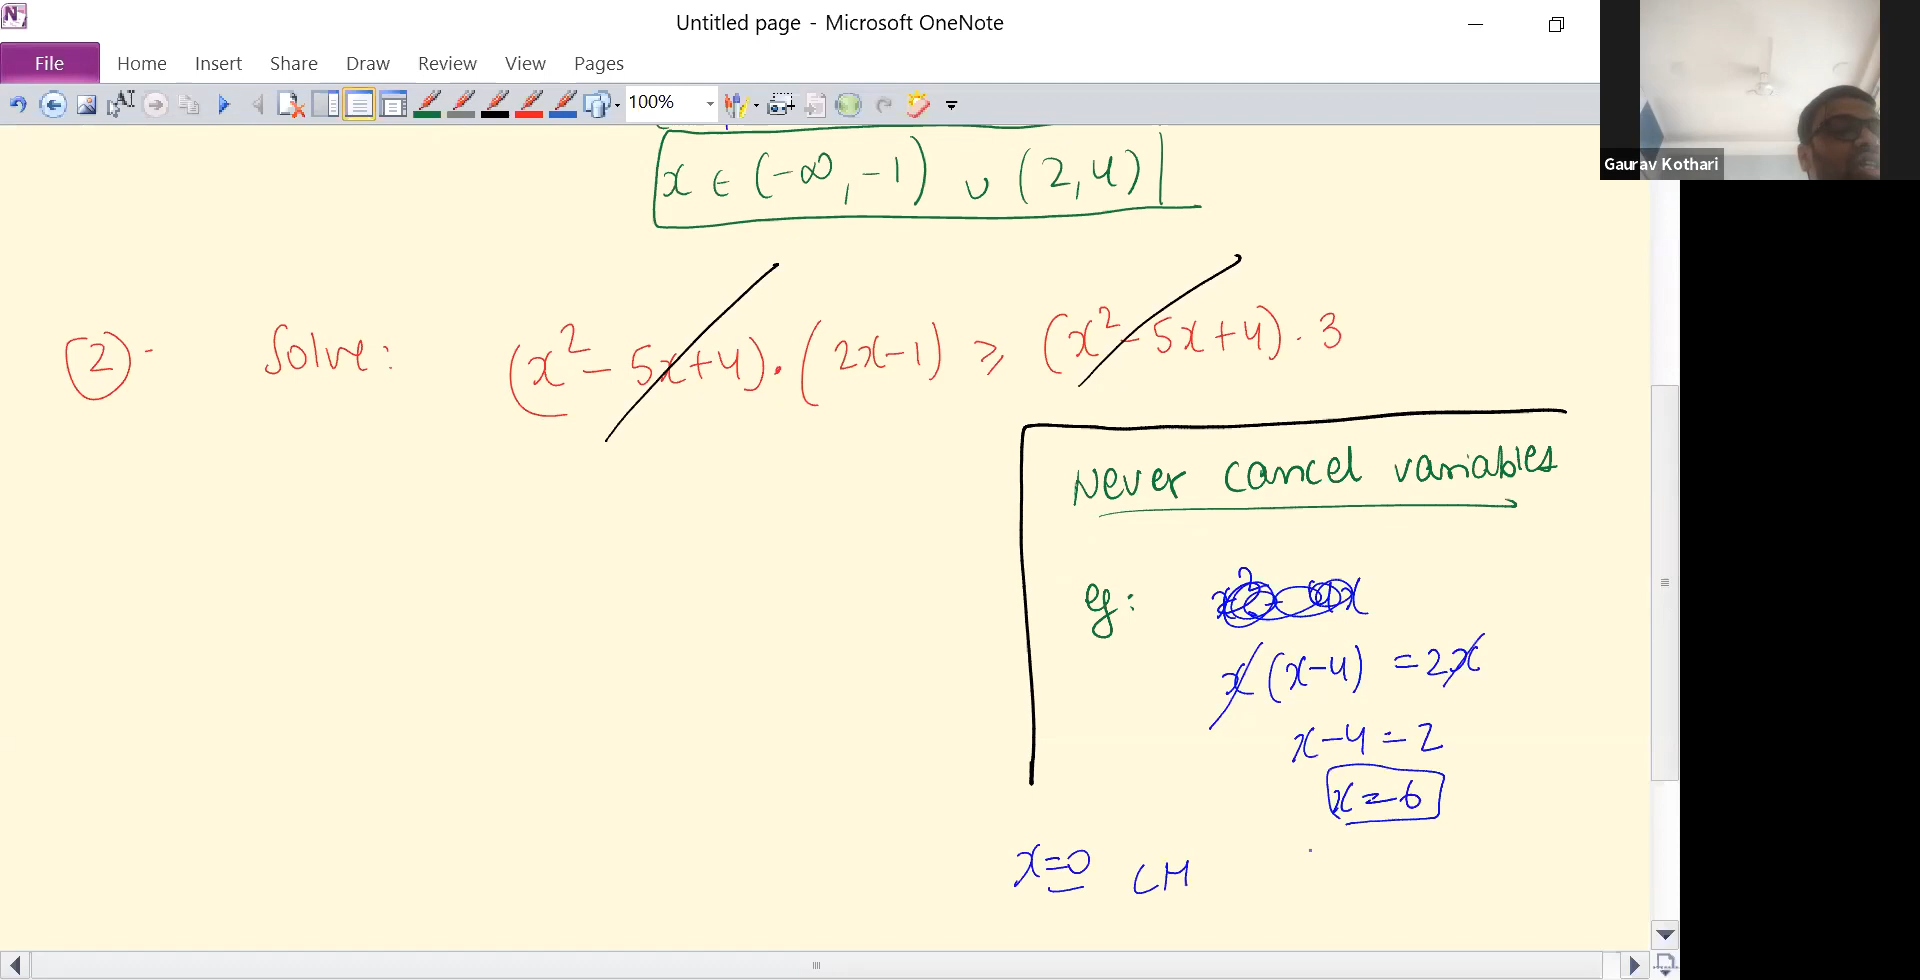 Untitled page - Microsoft OneNote
File Home Insert Share Draw Review View Pages
100%
Gaurav Kothari
x ∈ (-∞, -1) ∪ (2, 4)
(2). Solve: (x² - 5x + 4) . (2x - 1) ≥ (x² - 5x + 4) . 3
Never cancel variables
eg:
x (x-4) = 2x
x - 4 = 2
x = 6
x = 0 LH